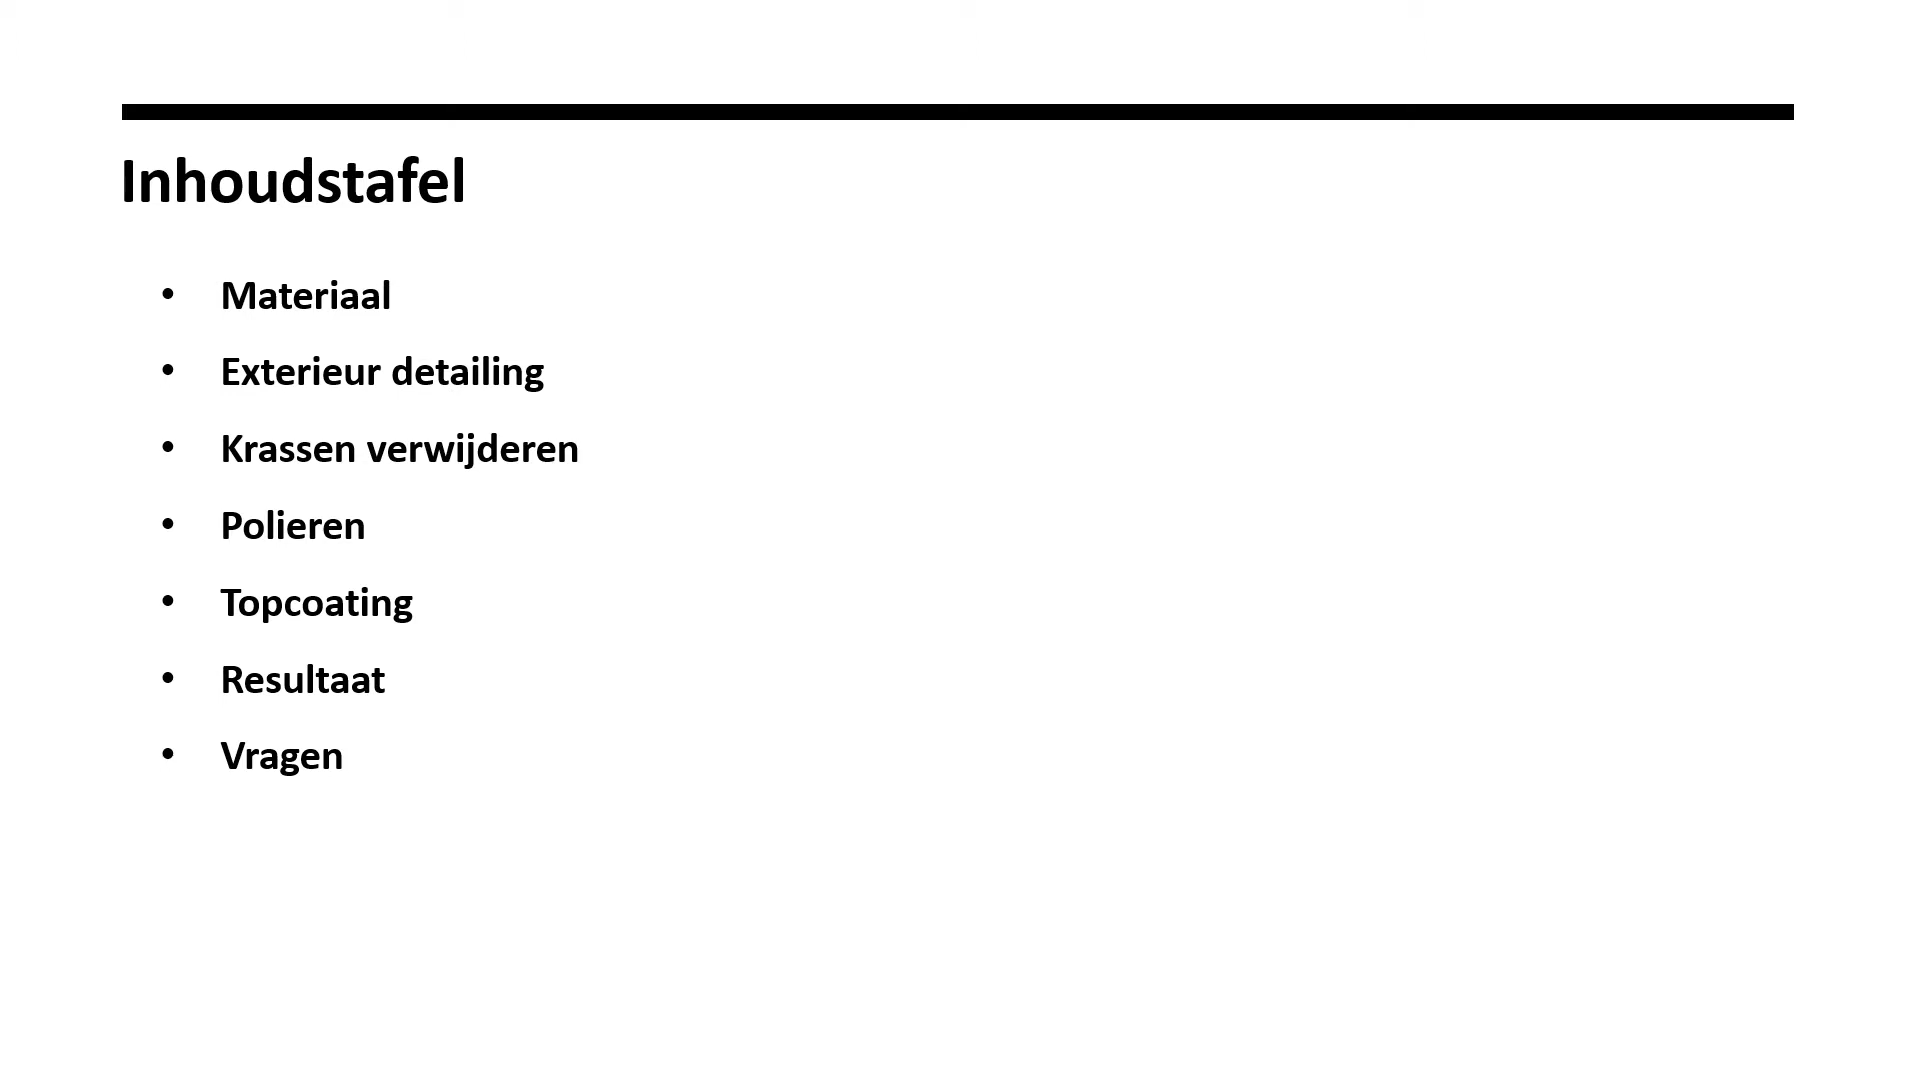 Inhoudstafel
• Materiaal
• Exterieur detailing
• Krassen verwijderen
• Polieren
• Topcoating
• Resultaat
• Vragen